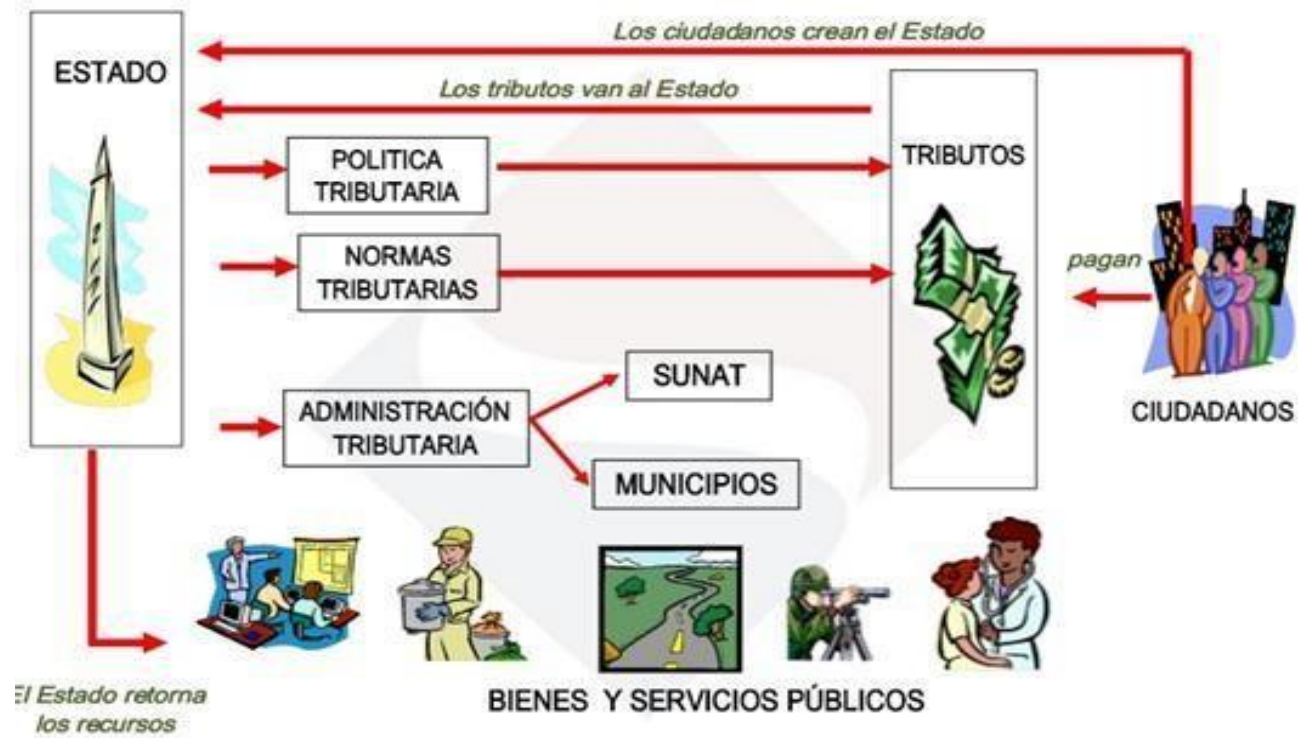 Los ciudadanos crean el Estado
ESTADO
Los tributos van al Estado
POLITICA
TRIBUTARIA
TRIBUTOS
NORMAS
TRIBUTARIAS
pagan
SUNAT
ADMINISTRACIÓN
TRIBUTARIA
CIUDADANOS
MUNICIPIOS
El Estado retorna
los recursos
BIENES Y SERVICIOS PÚBLICOS